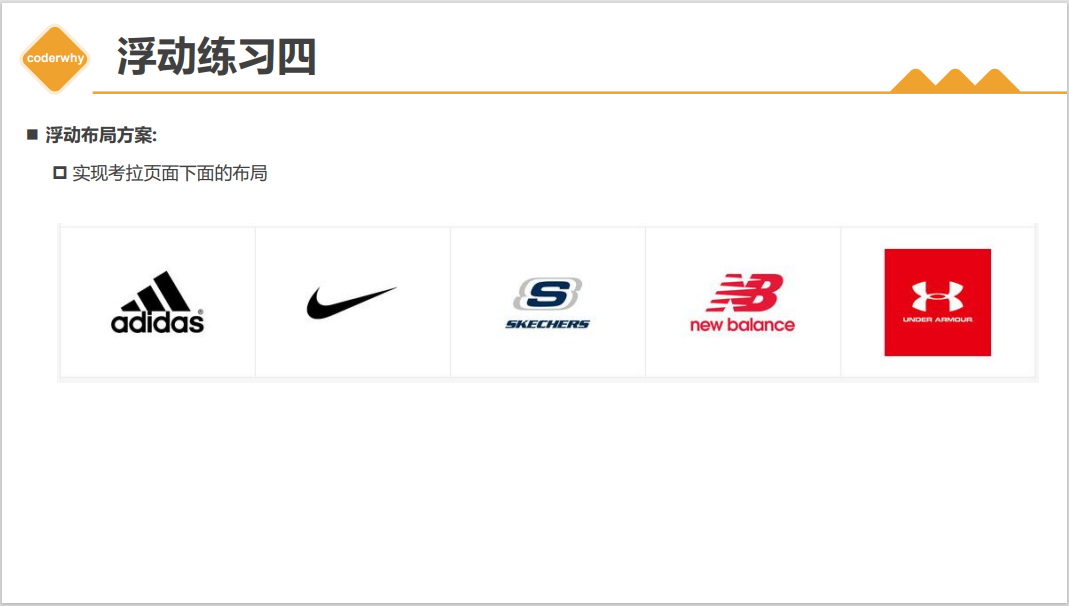 coderwhy
浮动练习四
浮动布局方案:
实现考拉页面下面的布局
adidas®
S
SKECHERS
NB
new balance
UNDER ARMOUR